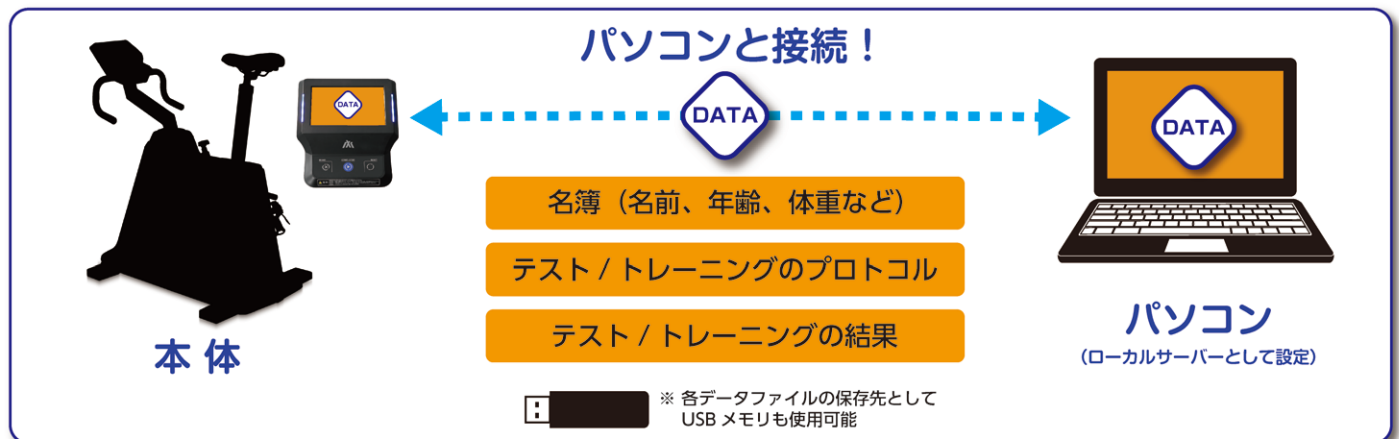 パソコンと接続！
DATA
DATA
DATA
名簿（名前、年齢、体重など）
テスト / トレーニングのプロトコル
テスト / トレーニングの結果
本体
パソコン
（ローカルサーバーとして設定）
※ 各データファイルの保存先として
USB メモリも使用可能